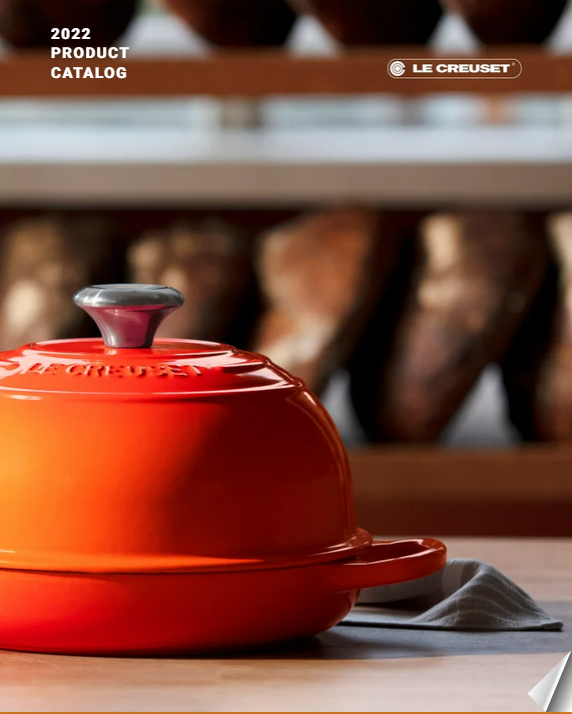 2022
PRODUCT
CATALOG
LE CREUSET
LE CREUSET